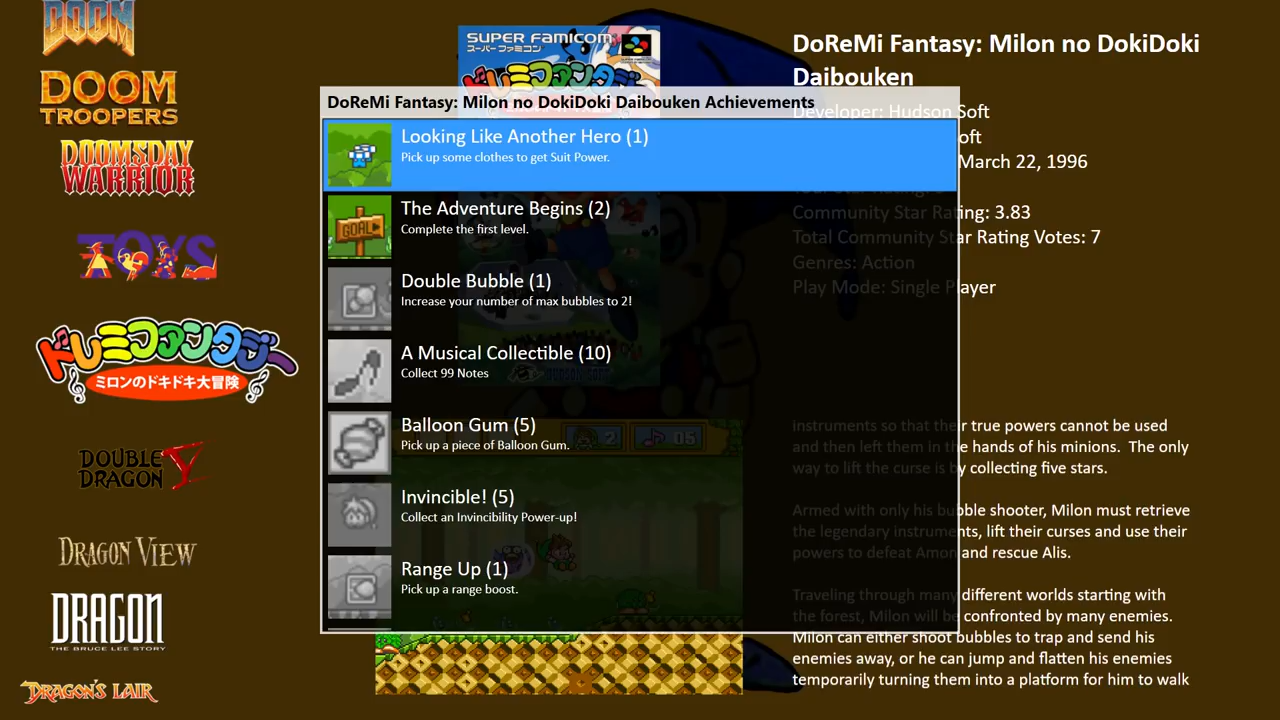 DOOM
DOOM
TROOPERS
DOOMSDAY
WARRIOR
TOYS
ドレミファンタジー
ミロンのドキドキ大冒険
DOUBLE
DRAGON V
DRAGON VIEW
DRAGON
THE BRUCE LEE STORY
DRAGON'S LAIR
SUPER FAMICOM
スーパーファミコン
ドレミファンタジー
DoReMi Fantasy: Milon no DokiDoki Daibouken Achievements
Looking Like Another Hero (1)
Pick up some clothes to get Suit Power.
GOAL
The Adventure Begins (2)
Complete the first level.
Double Bubble (1)
Increase your number of max bubbles to 2!
A Musical Collectible (10)
Collect 99 Notes
Balloon Gum (5)
Pick up a piece of Balloon Gum.
2
05
Invincible! (5)
Collect an Invincibility Power-up!
Range Up (1)
Pick up a range boost.
DoReMi Fantasy: Milon no DokiDoki
Daibouken
Developer: Hudson Soft
oft
March 22, 1996
Community Star Rating: 3.83
Total Community Star Rating Votes: 7
Genres: Action
Play Mode: Single Player
instruments so that their true powers cannot be used
and then left them in the hands of his minions. The only
way to lift the curse is by collecting five stars.
Armed with only his bubble shooter, Milon must retrieve
the legendary instruments, lift their curses and use their
powers to defeat Amon and rescue Alis.
Traveling through many different worlds starting with
the forest, Milon will be confronted by many enemies.
Milon can either shoot bubbles to trap and send his
enemies away, or he can jump and flatten his enemies
temporarily turning them into a platform for him to walk